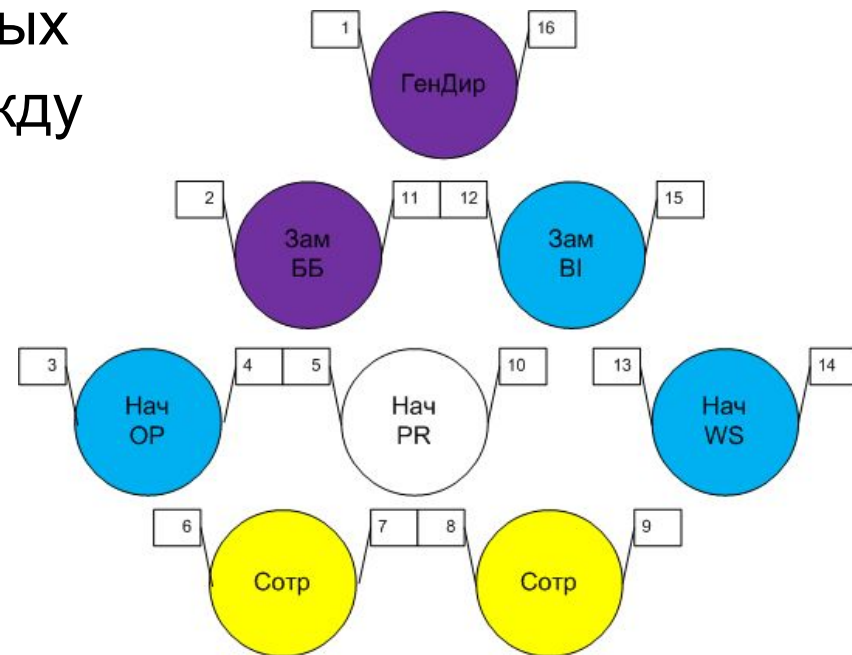 ых
жду
1
16
ГенДир
2
11
12
15
Зам
ББ
Зам
BI
3
4
5
10
13
14
Нач
OP
Нач
PR
Нач
WS
6
7
8
9
Сотр
Сотр